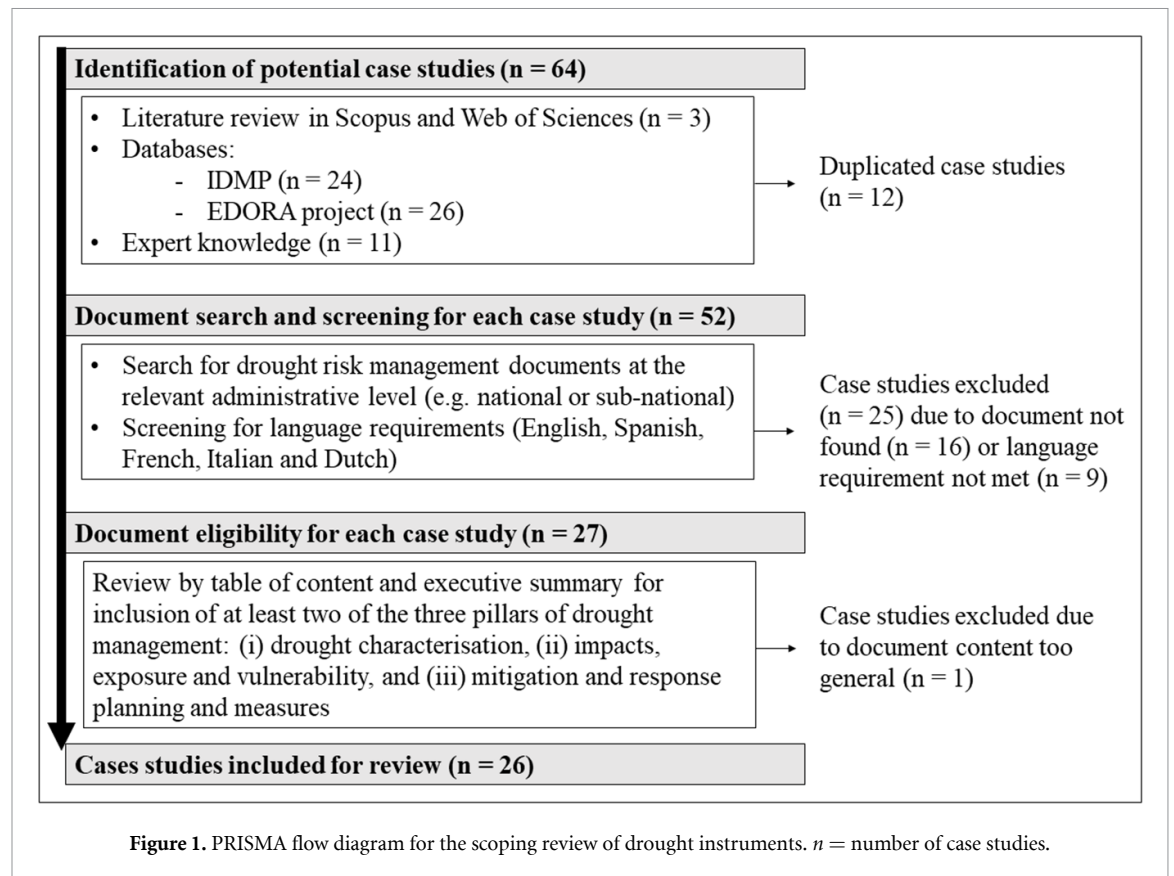 Identification of potential case studies (n = 64)
• Literature review in Scopus and Web of Sciences (n = 3)
• Databases:
- IDMP (n = 24)
- EDORA project (n = 26)
• Expert knowledge (n = 11)
Duplicated case studies
(n = 12)
Document search and screening for each case study (n = 52)
• Search for drought risk management documents at the
relevant administrative level (e.g. national or sub-national)
• Screening for language requirements (English, Spanish,
French, Italian and Dutch)
Case studies excluded
(n = 25) due to document not
found (n = 16) or language
requirement not met (n = 9)
Document eligibility for each case study (n = 27)
Review by table of content and executive summary for
inclusion of at least two of the three pillars of drought
management: (i) drought characterisation, (ii) impacts,
exposure and vulnerability, and (iii) mitigation and response
planning and measures
Case studies excluded due
to document content too
general (n = 1)
Cases studies included for review (n = 26)
Figure 1. PRISMA flow diagram for the scoping review of drought instruments. n = number of case studies.